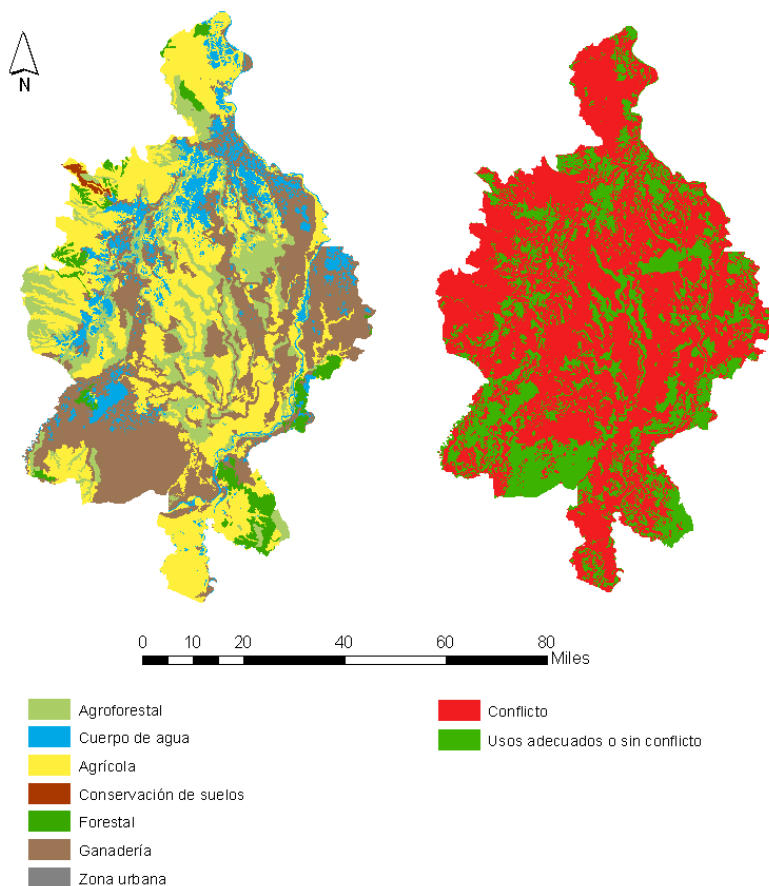 N
0 10 20 40 60 80
Miles
Agroforestal
Cuerpo de agua
Agrícola
Conservación de suelos
Forestal
Ganadería
Zona urbana
Conflicto
Usos adecuados o sin conflicto